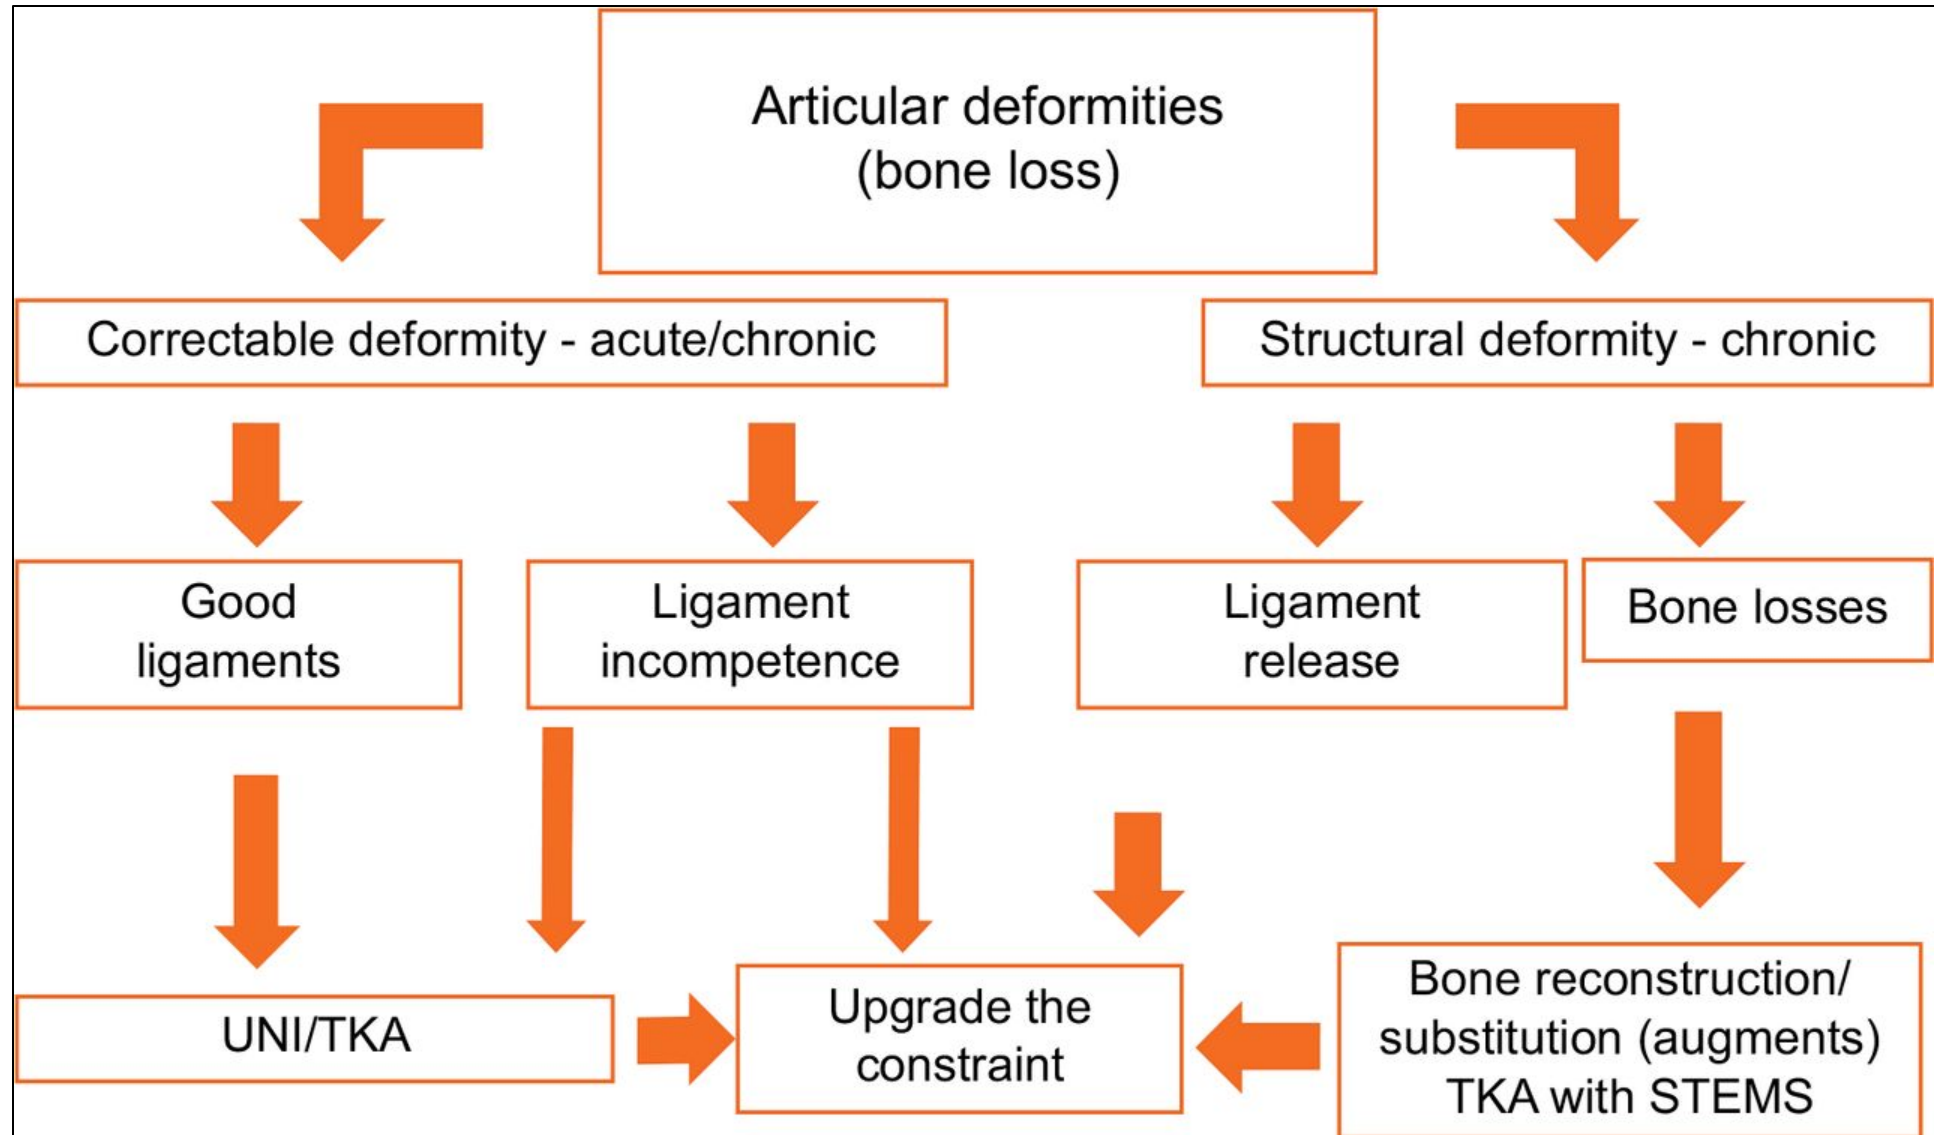 Articular deformities
(bone loss)
Correctable deformity - acute/chronic
Structural deformity - chronic
Good
ligaments
Ligament
incompetence
Ligament
release
Bone losses
UNI/TKA
Upgrade the
constraint
Bone reconstruction/
substitution (augments)
TKA with STEMS